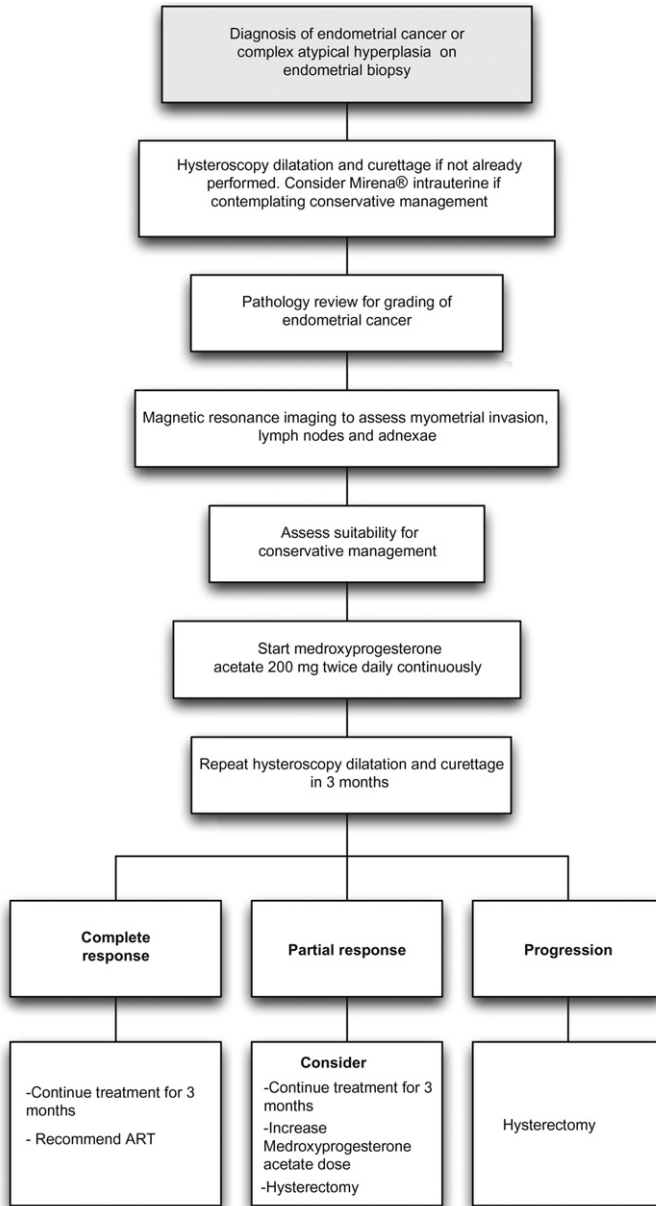 Diagnosis of endometrial cancer or
complex atypical hyperplasia on
endometrial biopsy
Hysteroscopy dilatation and curettage if not already
performed. Consider Mirena® intrauterine if
contemplating conservative management
Pathology review for grading of
endometrial cancer
Magnetic resonance imaging to assess myometrial invasion,
lymph nodes and adnexae
Assess suitability for
conservative management
Start medroxyprogesterone
acetate 200 mg twice daily continuously
Repeat hysteroscopy dilatation and curettage
in 3 months
Complete
response
Partial response
Progression
-Continue treatment for 3
months
- Recommend ART
Consider
-Continue treatment for 3
months
-Increase
Medroxyprogesterone
acetate dose
-Hysterectomy
Hysterectomy